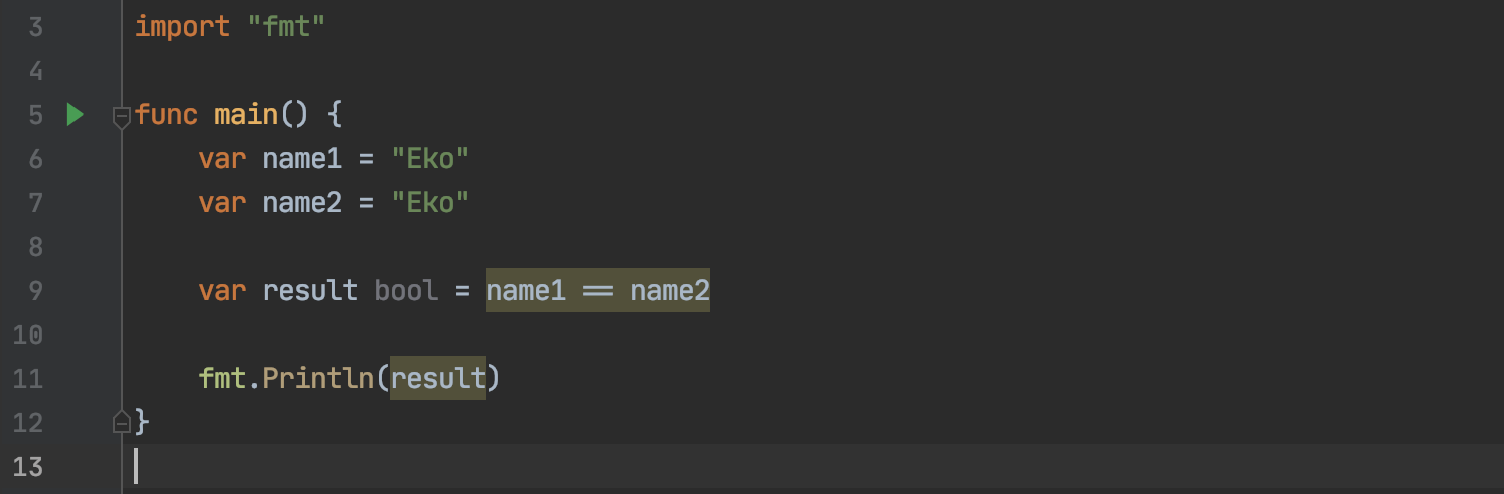 3 import "fmt"
4
5 func main() {
6 var name1 = "Eko"
7 var name2 = "Eko"
8
9 var result bool = name1 == name2
10
11 fmt.Println(result)
12 }
13